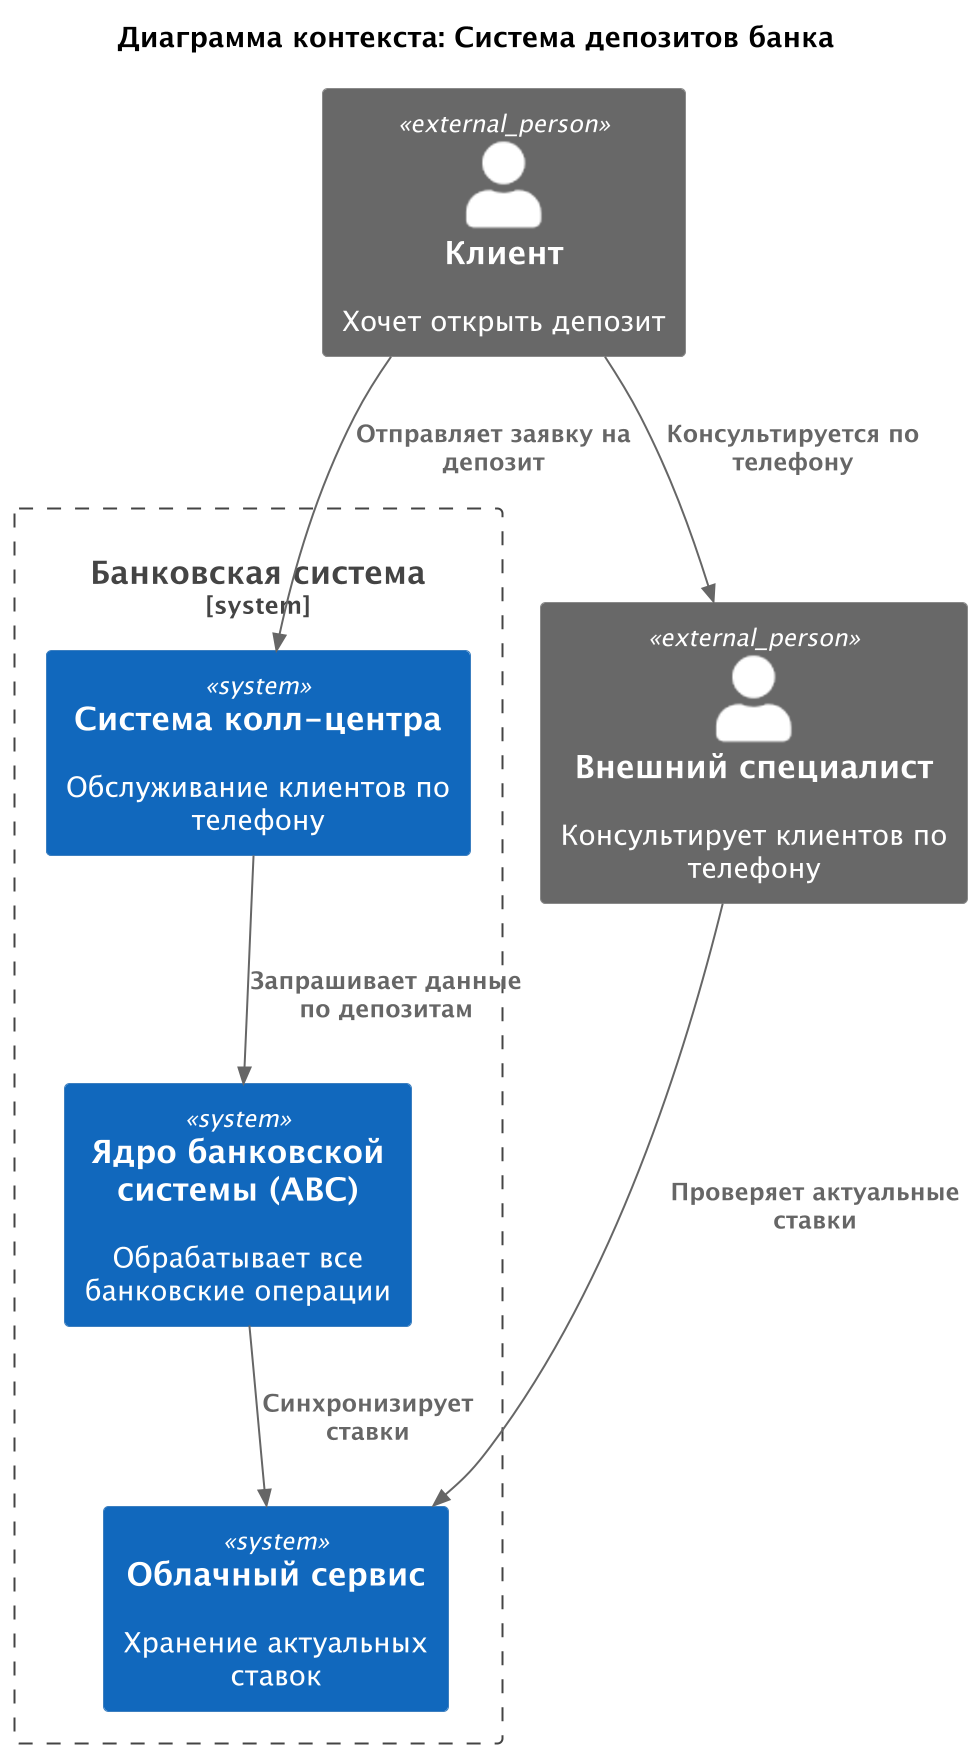 Диаграмма контекста: Система депозитов банка
«external_person»
Клиент
Хочет открыть депозит
Отправляет заявку на
депозит
Консультируется по
телефону
Банковская система
[system]
«system»
Система колл-центра
Обслуживание клиентов по
телефону
«external_person»
Внешний специалист
Консультирует клиентов по
телефону
Запрашивает данные
по депозитам
«system»
Ядро банковской
системы (АВС)
Обрабатывает все
банковские операции
Проверяет актуальные
ставки
Синхронизирует
ставки
«system»
Облачный сервис
Хранение актуальных
ставок